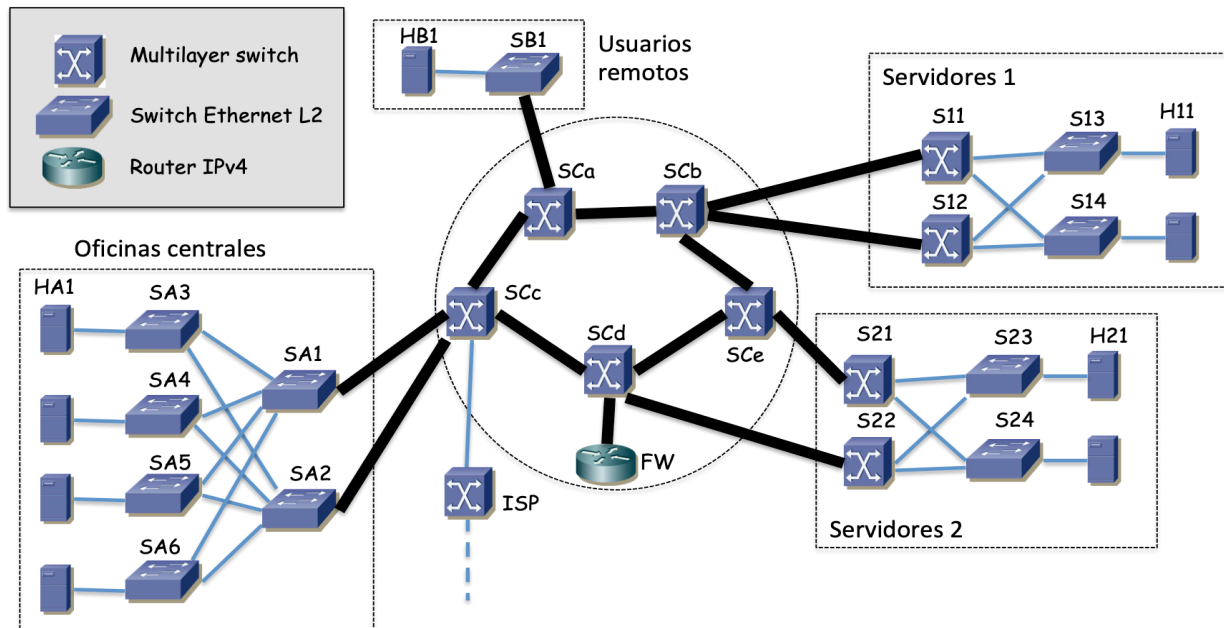 Multilayer switch
Switch Ethernet L2
Router IPv4
HB1
SB1
Usuarios
remotos
Servidores 1
S11
S13
H11
S12
S14
SCa
SCb
Oficinas centrales
HA1
SA3
SA1
SA4
SA5
SA2
SA6
SCc
SCd
SCe
FW
ISP
S21
S23
H21
S22
S24
Servidores 2